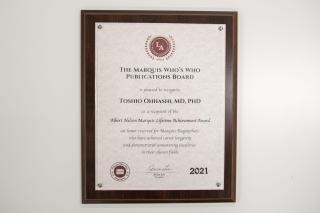 LA
THE MARQUIS WHO'S WHO
PUBLICATIONS BOARD
is pleased to recognize
TOSHIO OHHASHI, MD, PHD
as a recipient of the
Albert Nelson Marquis Lifetime Achievement Award
an honor reserved for Marquis Biographees
who have achieved career longevity
and demonstrated unwavering excellence
in their chosen fields
2021